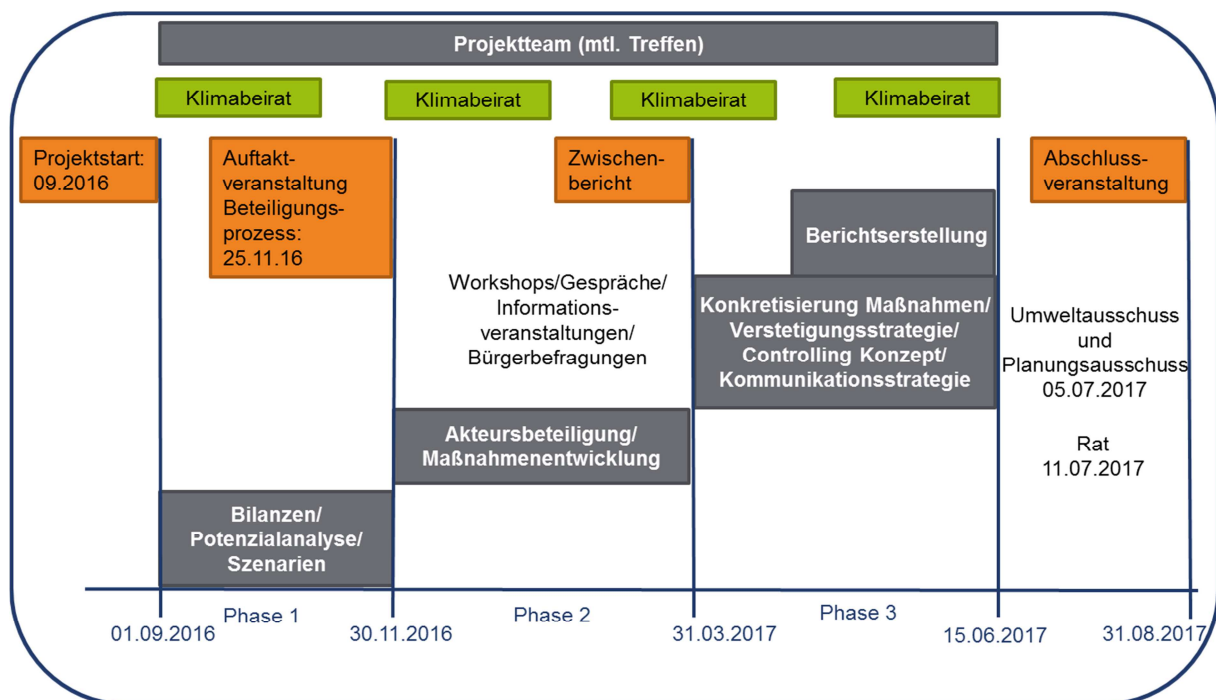 Projektteam (mtl. Treffen)
Klimabeirat
Klimabeirat
Klimabeirat
Klimabeirat
Projektstart:
09.2016
Auftakt-
veranstaltung
Beteiligungs-
prozess:
25.11.16
Zwischen-
bericht
Abschluss-
veranstaltung
Berichtserstellung
Workshops/Gespräche/
Informations-
veranstaltungen/
Bürgerbefragungen
Konkretisierung Maßnahmen/
Verstetigungsstrategie/
Controlling Konzept/
Kommunikationsstrategie
Umweltausschuss
und
Planungsausschuss
05.07.2017
Rat
11.07.2017
Akteursbeteiligung/
Maßnahmenentwicklung
Bilanzen/
Potenzialanalyse/
Szenarien
Phase 1
Phase 2
Phase 3
01.09.2016
30.11.2016
31.03.2017
15.06.2017
31.08.2017